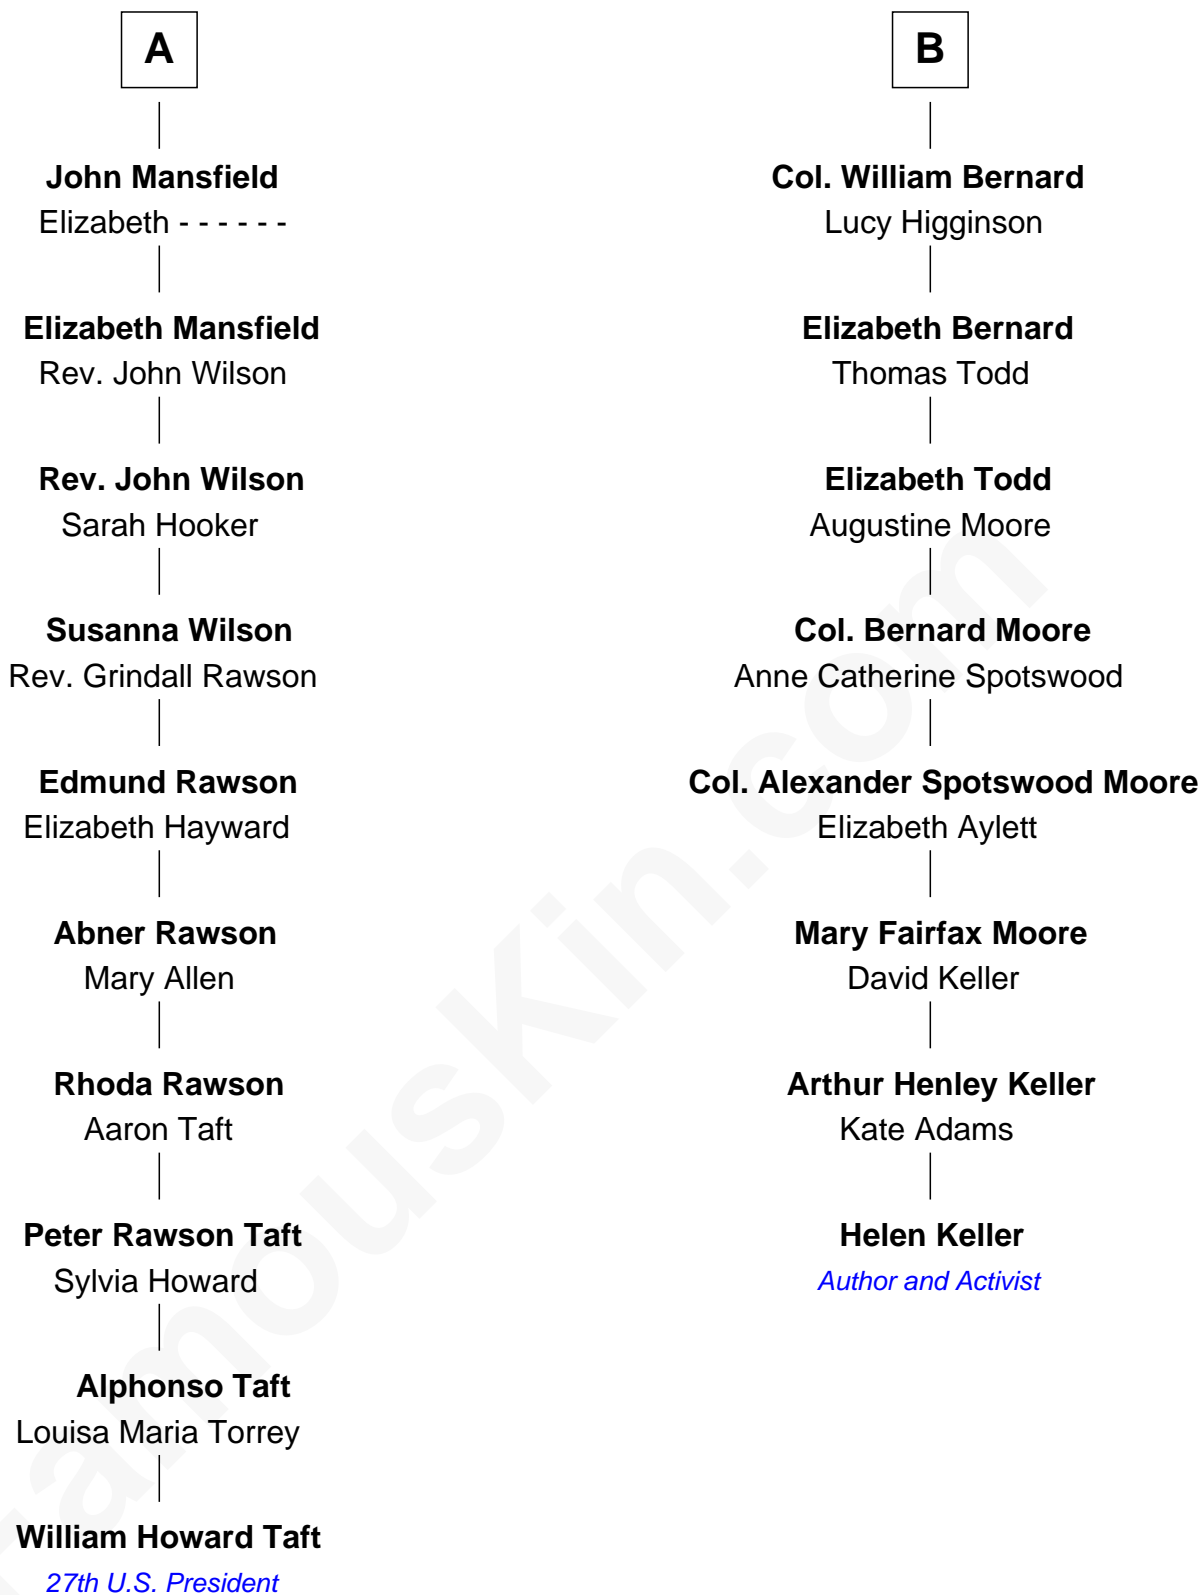 A
John Mansfield
Elizabeth - - - - - -
Elizabeth Mansfield
Rev. John Wilson
Rev. John Wilson
Sarah Hooker
Susanna Wilson
Rev. Grindall Rawson
Edmund Rawson
Elizabeth Hayward
Abner Rawson
Mary Allen
Rhoda Rawson
Aaron Taft
Peter Rawson Taft
Sylvia Howard
Alphonso Taft
Louisa Maria Torrey
William Howard Taft
27th U.S. President
B
Col. William Bernard
Lucy Higginson
Elizabeth Bernard
Thomas Todd
Elizabeth Todd
Augustine Moore
Col. Bernard Moore
Anne Catherine Spotswood
Col. Alexander Spotswood Moore
Elizabeth Aylett
Mary Fairfax Moore
David Keller
Arthur Henley Keller
Kate Adams
Helen Keller
Author and Activist
FamousKin.com